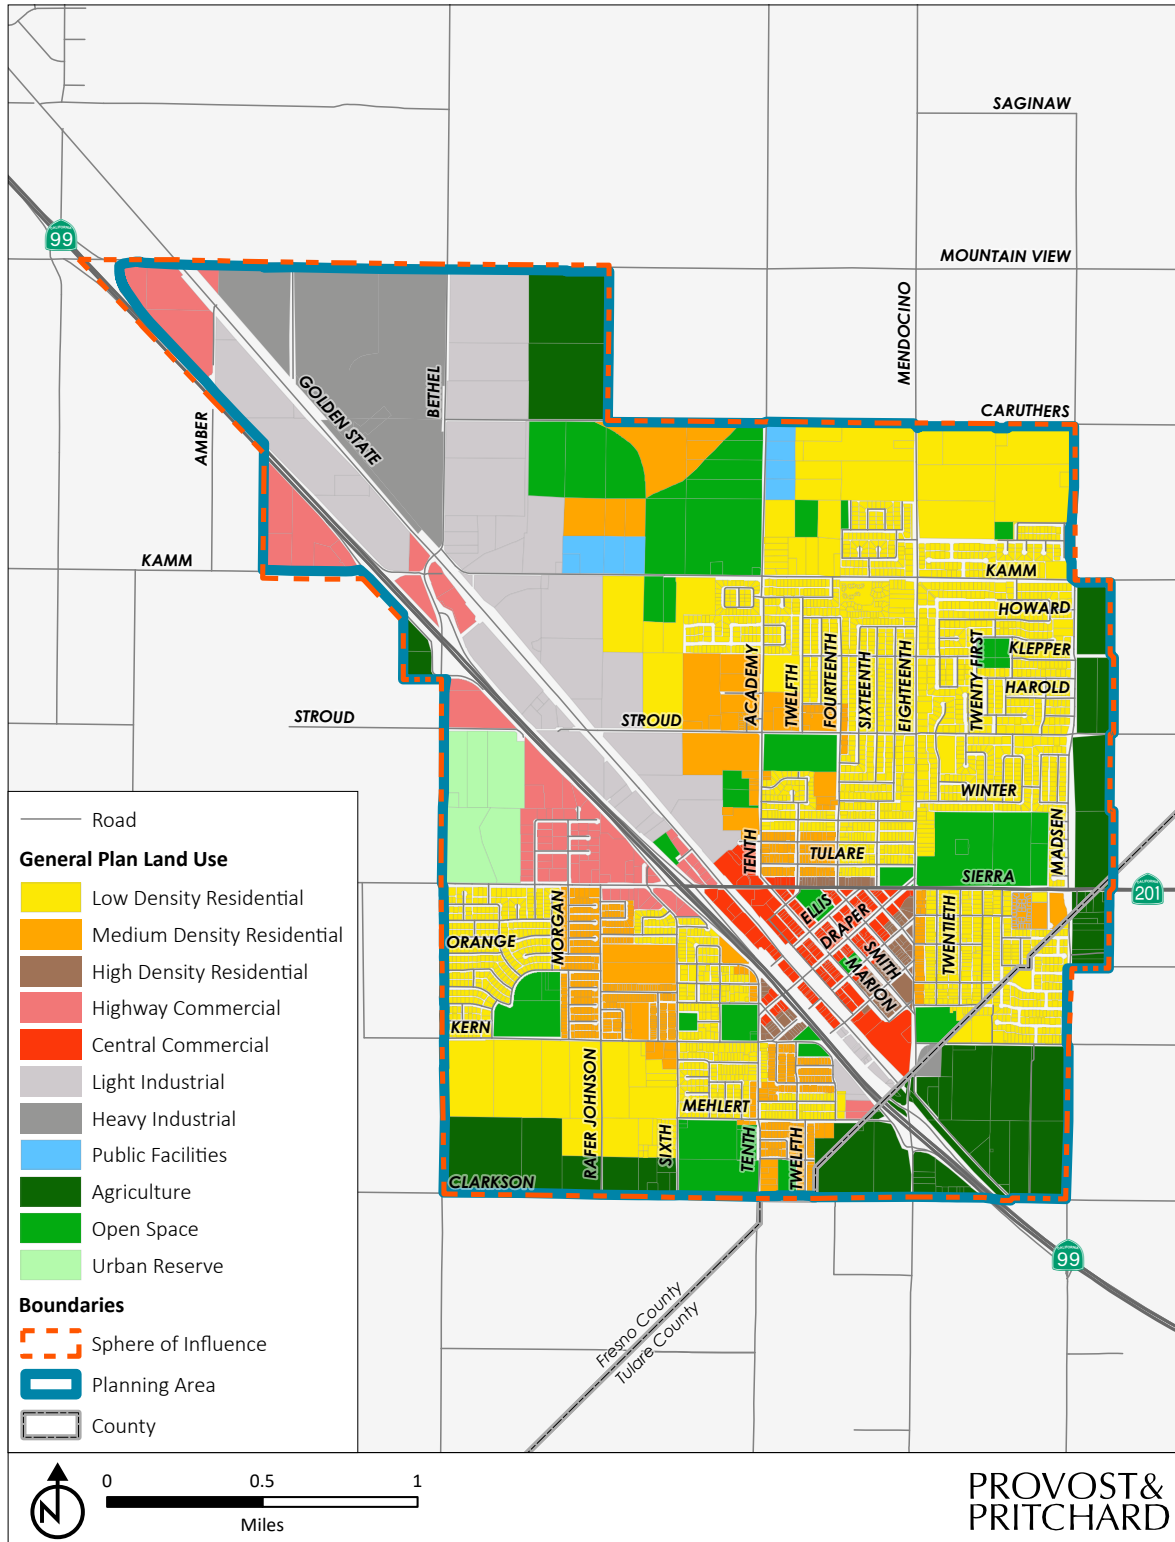 SAGINAW
CALIFORNIA
99
MOUNTAIN VIEW
MENDOCINO
BETHEL
GOLDEN STATE
AMBER
CARUTHERS
KAMM
KAMM
HOWARD
KLEPPER
HAROLD
ACADEMY
TWELFTH
FOURTEENTH
SIXTEENTH
EIGHTEENTH
TWENTY FIRST
STROUD
STROUD
WINTER
MADSEN
TENTH
TULARE
SIERRA
CALIFORNIA
201
ELLIS
DRAPER
SMITH
MARION
TWENTIETH
ORANGE
MORGAN
KERN
RAFER JOHNSON
MEHLERT
SIXTH
TENTH
TWELFTH
CLARKSON
CALIFORNIA
99
Fresno County
Tulare County
Road
General Plan Land Use
Low Density Residential
Medium Density Residential
High Density Residential
Highway Commercial
Central Commercial
Light Industrial
Heavy Industrial
Public Facilities
Agriculture
Open Space
Urban Reserve
Boundaries
Sphere of Influence
Planning Area
County
N
0 0.5 1
Miles
PROVOST&
PRITCHARD